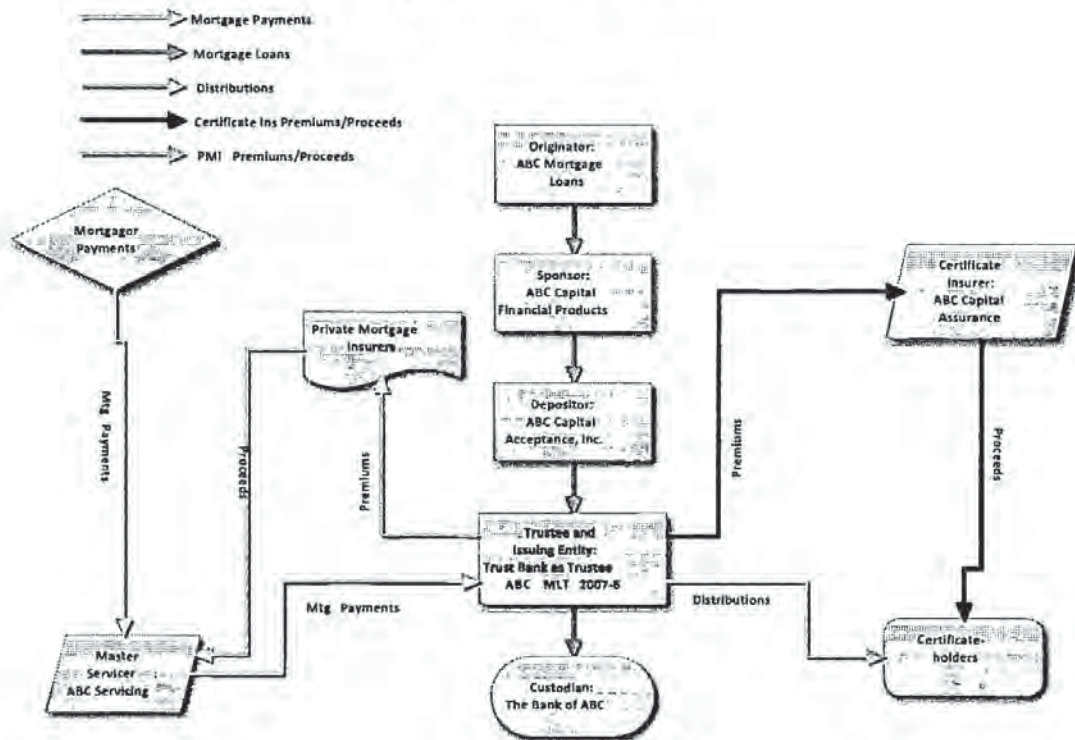 Mortgage Payments
Mortgage Loans
Distributions
Certificate Ins Premiums/Proceeds
PMI Premiums/Proceeds
Originator:
ABC Mortgage
Loans
Mortgagor
Payments
Sponsor:
ABC Capital
Financial Products
Certificate
Insurer:
ABC Capital
Assurance
Private Mortgage
Insurers
Depositor:
ABC Capital
Acceptance, Inc.
Mtg Payments
Proceeds
Premiums
Premiums
Proceeds
Trustee and
Issuing Entity:
Trust Bank as Trustee
ABC MLT 2007-6
Mtg Payments
Distributions
Master
Servicer
ABC Servicing
Custodian:
The Bank of ABC
Certificate-
holders